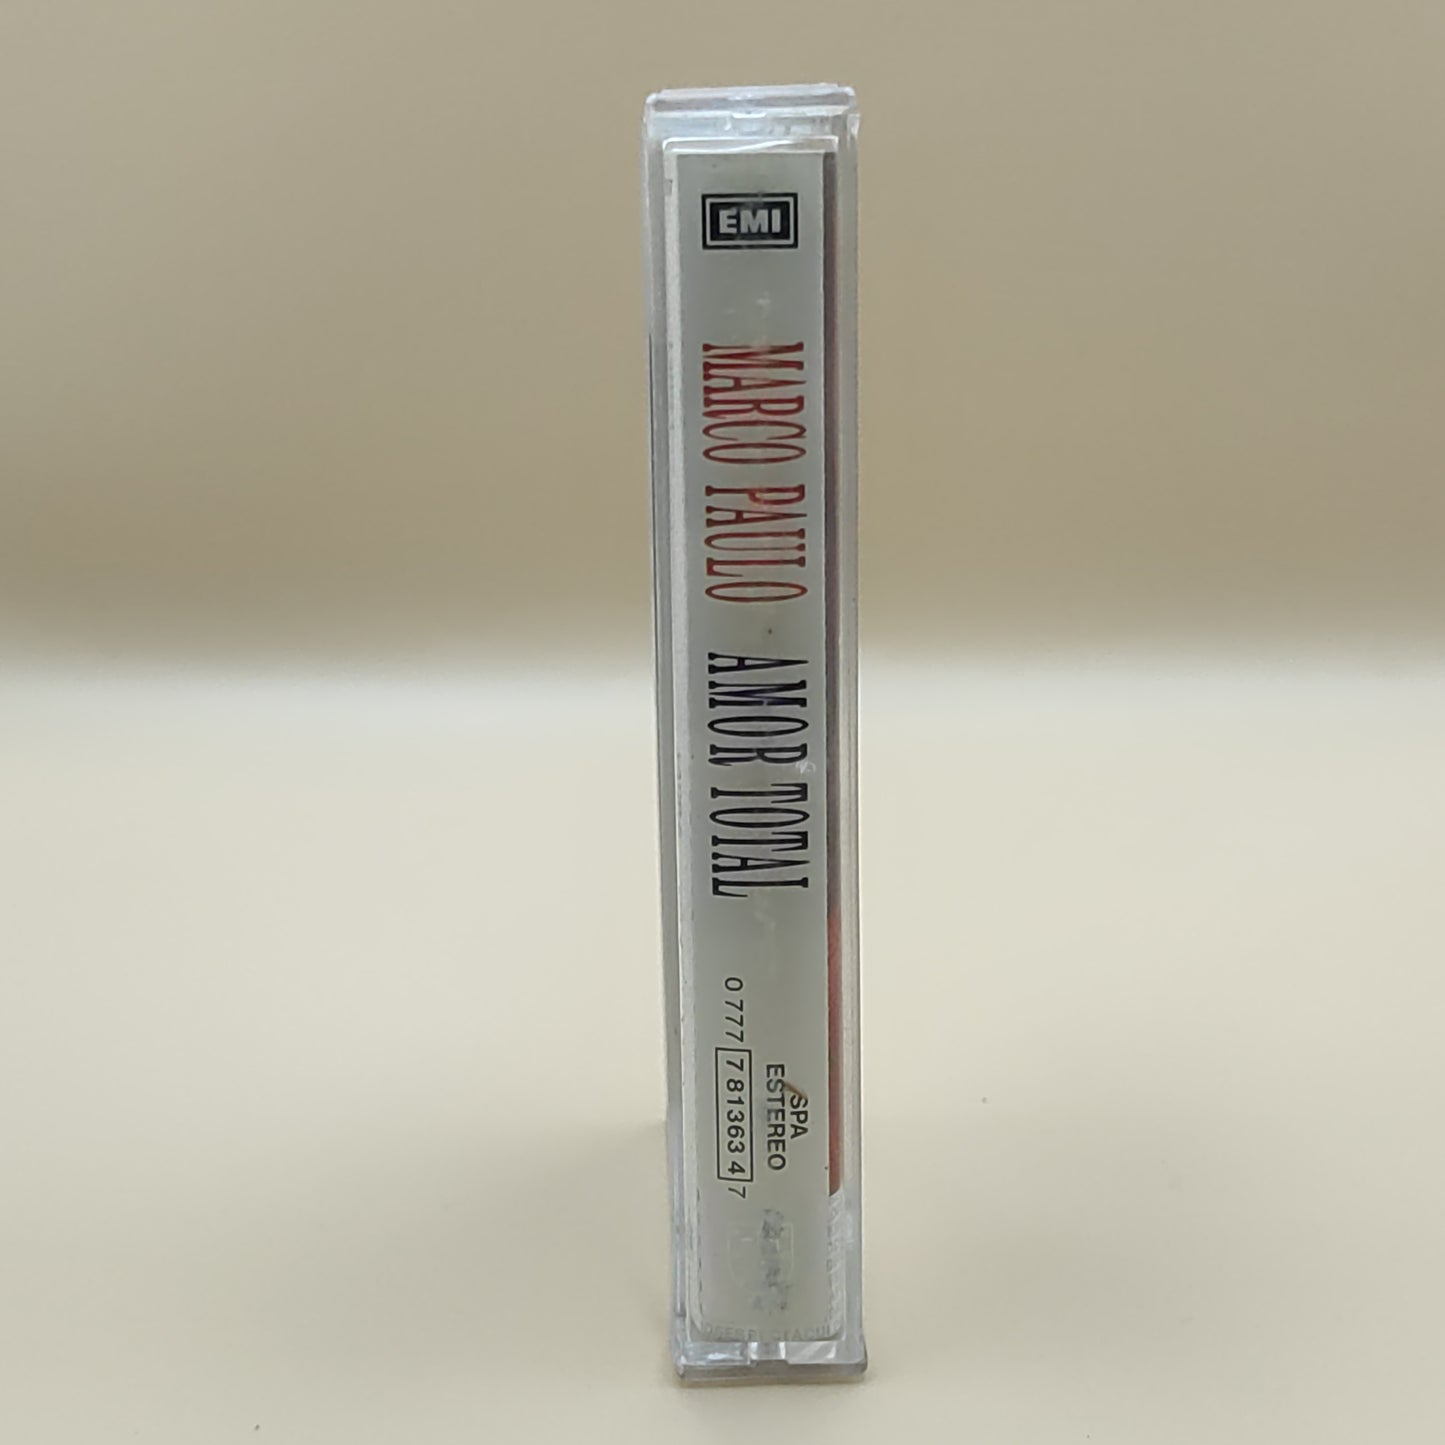 EMI
MARCO PAULO AMOR TOTAL
SPA
ESTEREO
0 777 7 81363 4 7